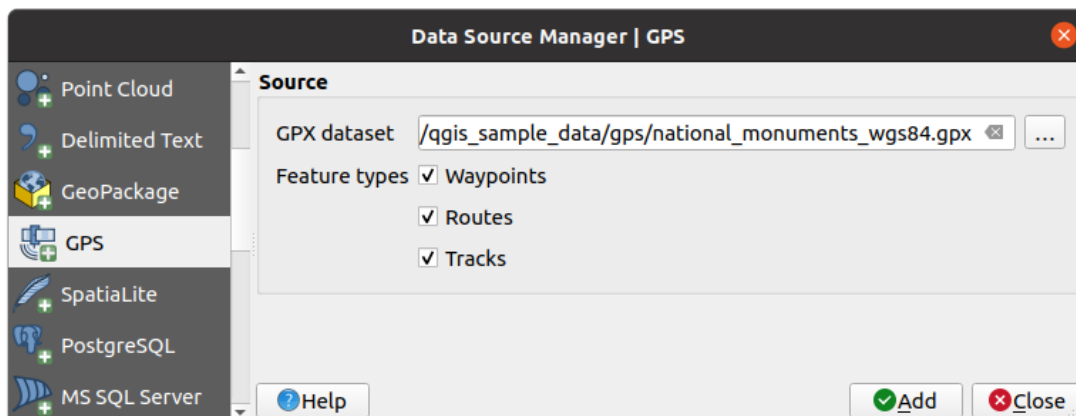 Data Source Manager | GPS
Point Cloud
Delimited Text
GeoPackage
GPS
SpatiaLite
PostgreSQL
MS SQL Server
Source
GPX dataset /qgis_sample_data/gps/national_monuments_wgs84.gpx ...
Feature types Waypoints
Routes
Tracks
Help Add Close